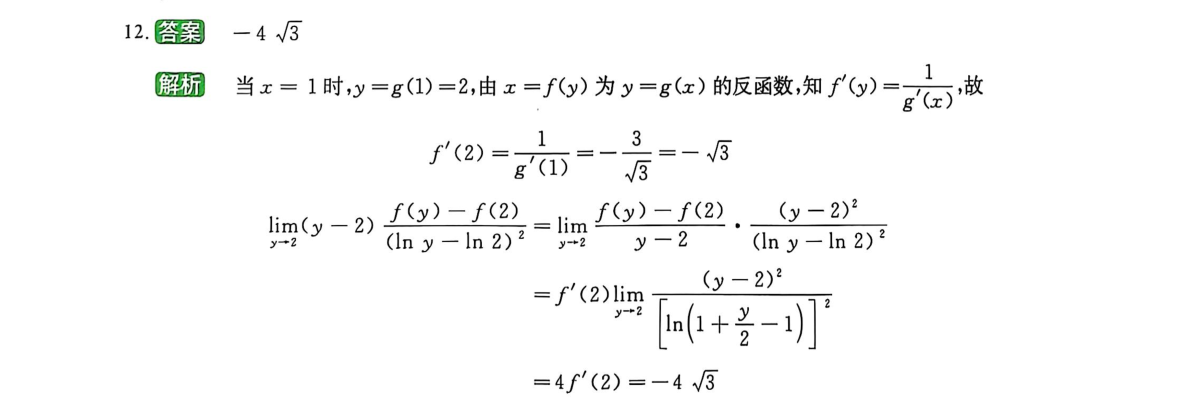 12. 答案 －4 √3
解析 当 x = 1 时,y=g(1)=2,由 x=f(y) 为 y=g(x) 的反函数,知 f′(y)=1/g′(x),故
f′(2)=1/g′(1)=－3/√3=－√3
lim_{y→2}(y－2) (f(y)－f(2))/(ln y－ln 2)²=lim_{y→2} (f(y)－f(2))/(y－2) · (y－2)²/(ln y－ln 2)²
=f′(2)lim_{y→2} (y－2)²/[ln(1+y/2－1)]²
=4f′(2)=－4 √3